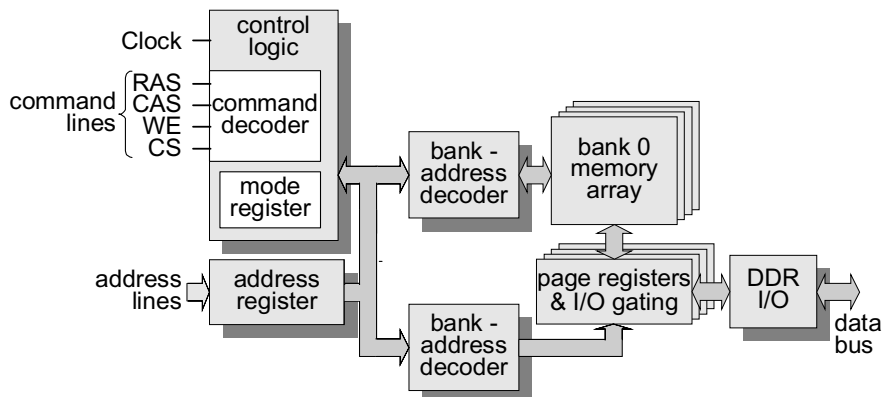 Clock
control
logic
RAS
CAS
WE
CS
command
lines
command
decoder
mode
register
bank -
address
decoder
bank 0
memory
array
address
lines
address
register
bank -
address
decoder
page registers
& I/O gating
DDR
I/O
data
bus